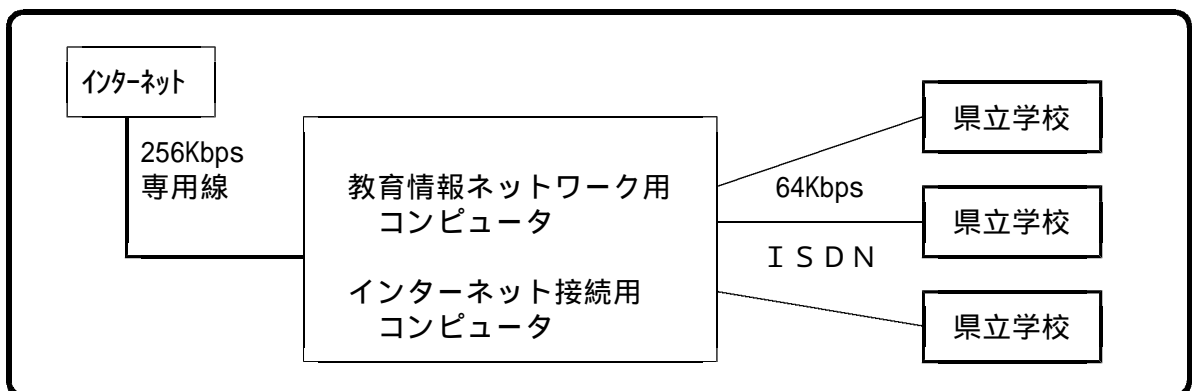 インターネット
256Kbps
専用線
教育情報ネットワーク用
コンピュータ
インターネット接続用
コンピュータ
64Kbps
ＩＳＤＮ
県立学校
県立学校
県立学校